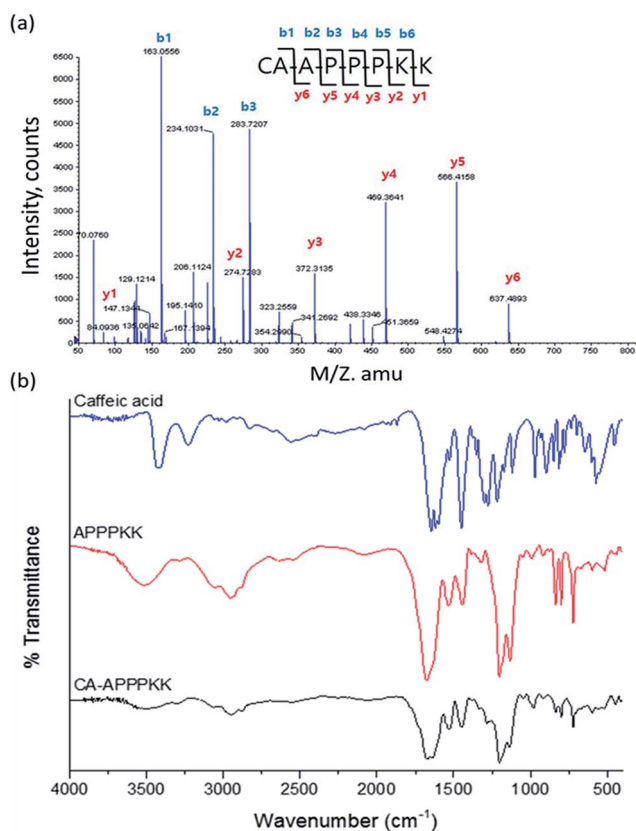 (a)
b1
b2
b3
b4
b5
b6
CA-A-P-P-P-K-K
y6
y5
y4
y3
y2
y1
b1
163.0556
b2
234.1031
b3
283.7207
y5
566.4158
y4
469.3641
y3
372.3135
y2
274.7283
y6
637.4893
y1
70.0760
129.1214
147.1344
84.0936
135.0642
195.1410
167.1394
206.1124
323.2559
341.2692
354.2990
438.3346
451.3659
548.4274
6500
6000
5500
5000
4500
4000
3500
3000
2500
2000
1500
1000
500
0
Intensity, counts
50
100
150
200
250
300
350
400
450
500
550
600
650
700
750
800
M/Z. amu
(b)
Caffeic acid
APPPKK
CA-APPPKK
% Transmittance
4000
3500
3000
2500
2000
1500
1000
500
Wavenumber (cm⁻¹)